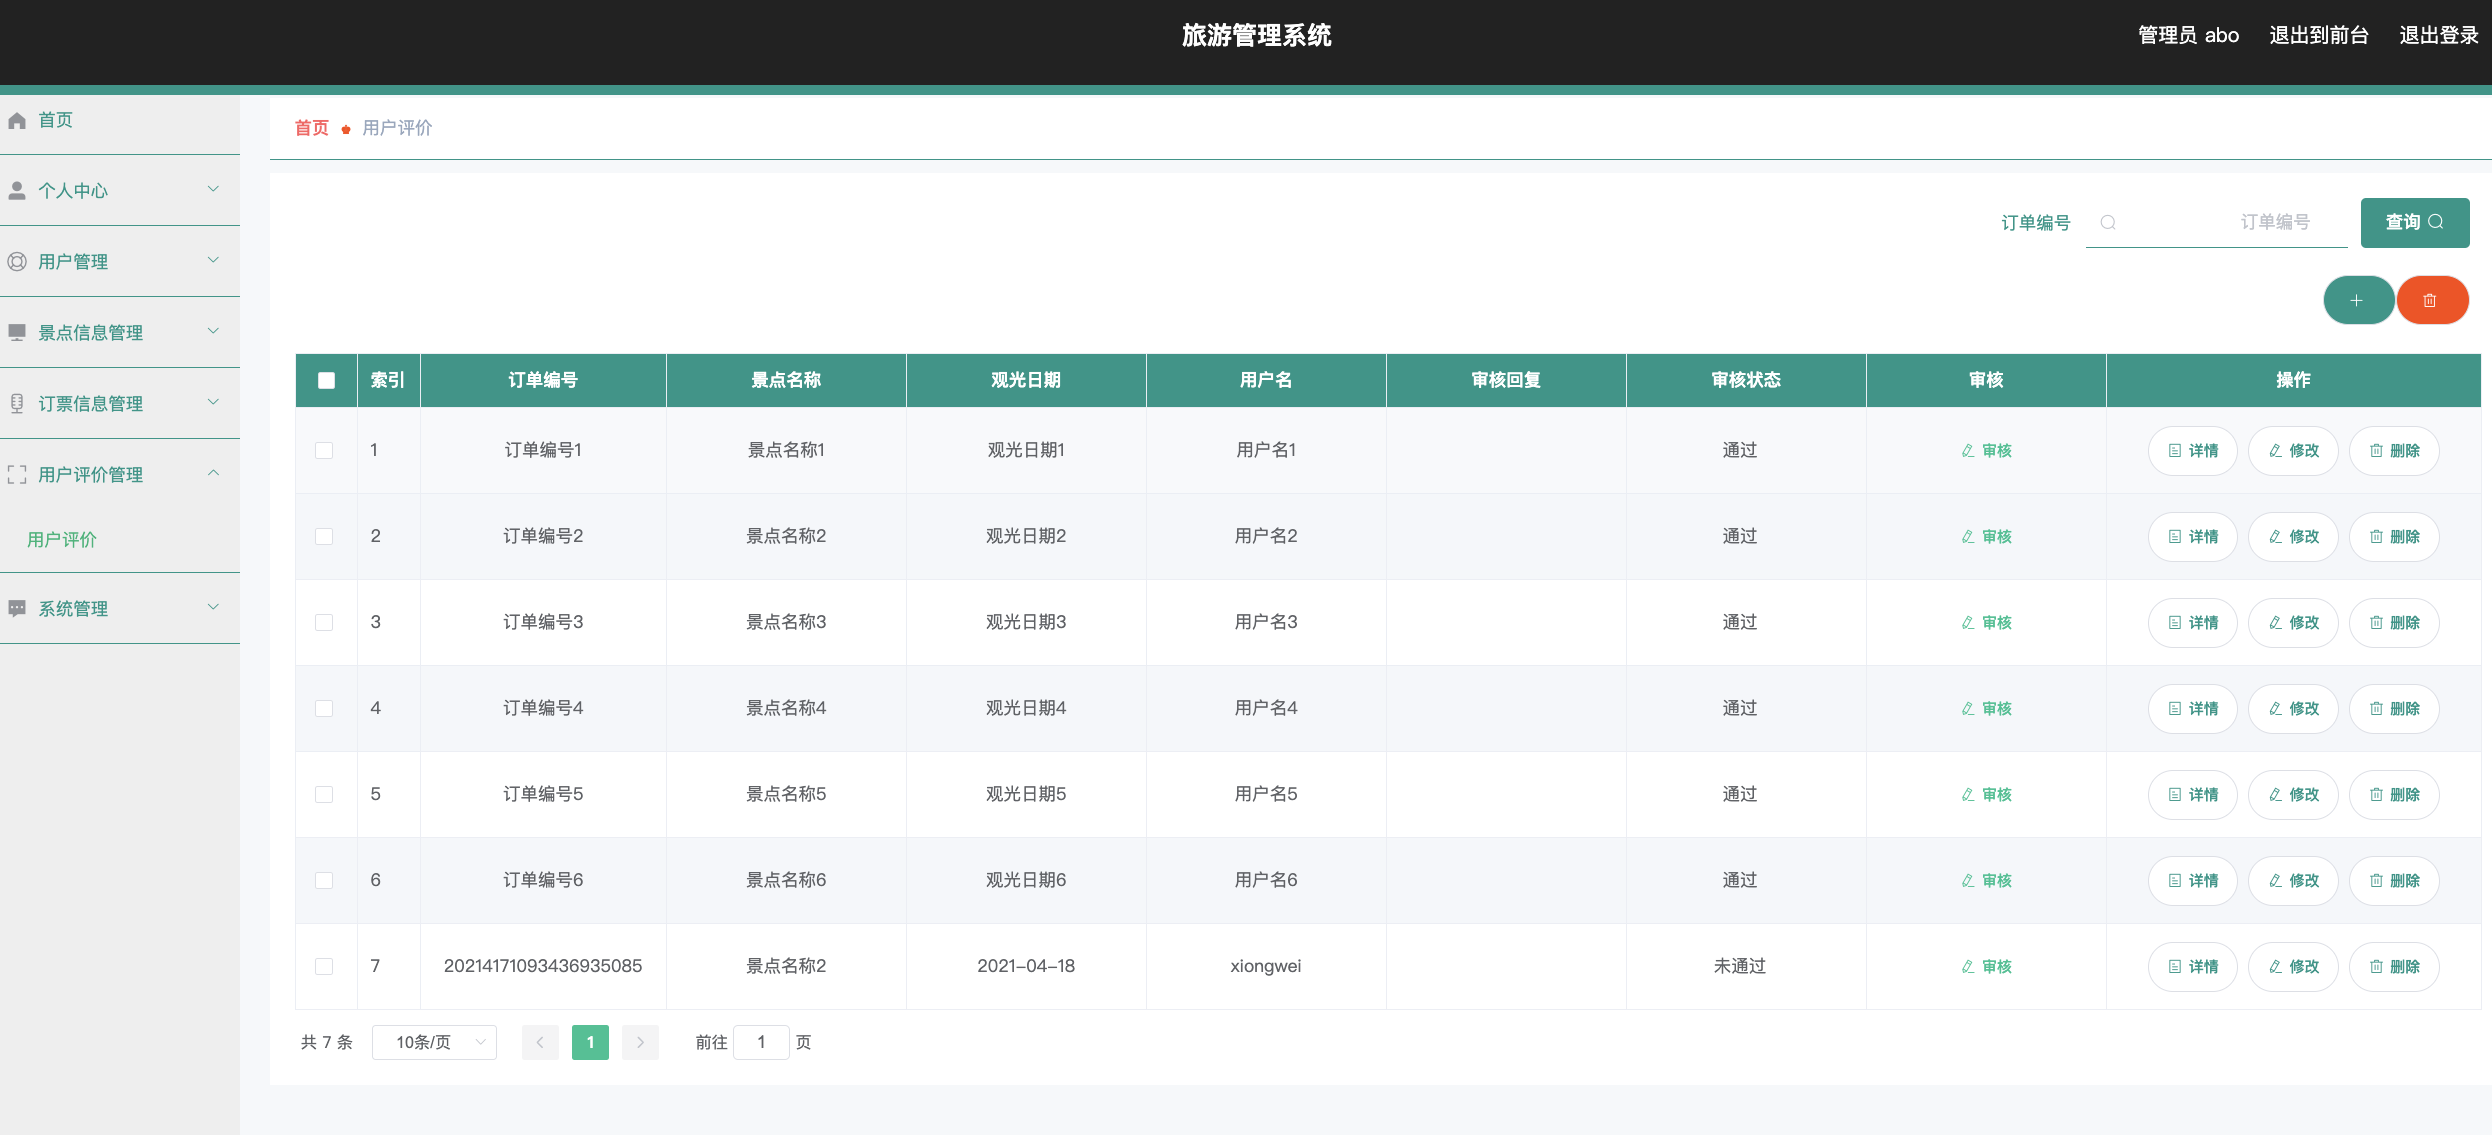 旅游管理系统
管理员 abo 退出到前台 退出登录
首页
个人中心
用户管理
景点信息管理
订票信息管理
用户评价管理
用户评价
系统管理
首页 用户评价
订单编号 订单编号 查询
索引 订单编号 景点名称 观光日期 用户名 审核回复 审核状态 审核 操作
1 订单编号1 景点名称1 观光日期1 用户名1 通过 审核 详情 修改 删除
2 订单编号2 景点名称2 观光日期2 用户名2 通过 审核 详情 修改 删除
3 订单编号3 景点名称3 观光日期3 用户名3 通过 审核 详情 修改 删除
4 订单编号4 景点名称4 观光日期4 用户名4 通过 审核 详情 修改 删除
5 订单编号5 景点名称5 观光日期5 用户名5 通过 审核 详情 修改 删除
6 订单编号6 景点名称6 观光日期6 用户名6 通过 审核 详情 修改 删除
7 20214171093436935085 景点名称2 2021-04-18 xiongwei 未通过 审核 详情 修改 删除
共 7 条 10条/页 1 前往 1 页